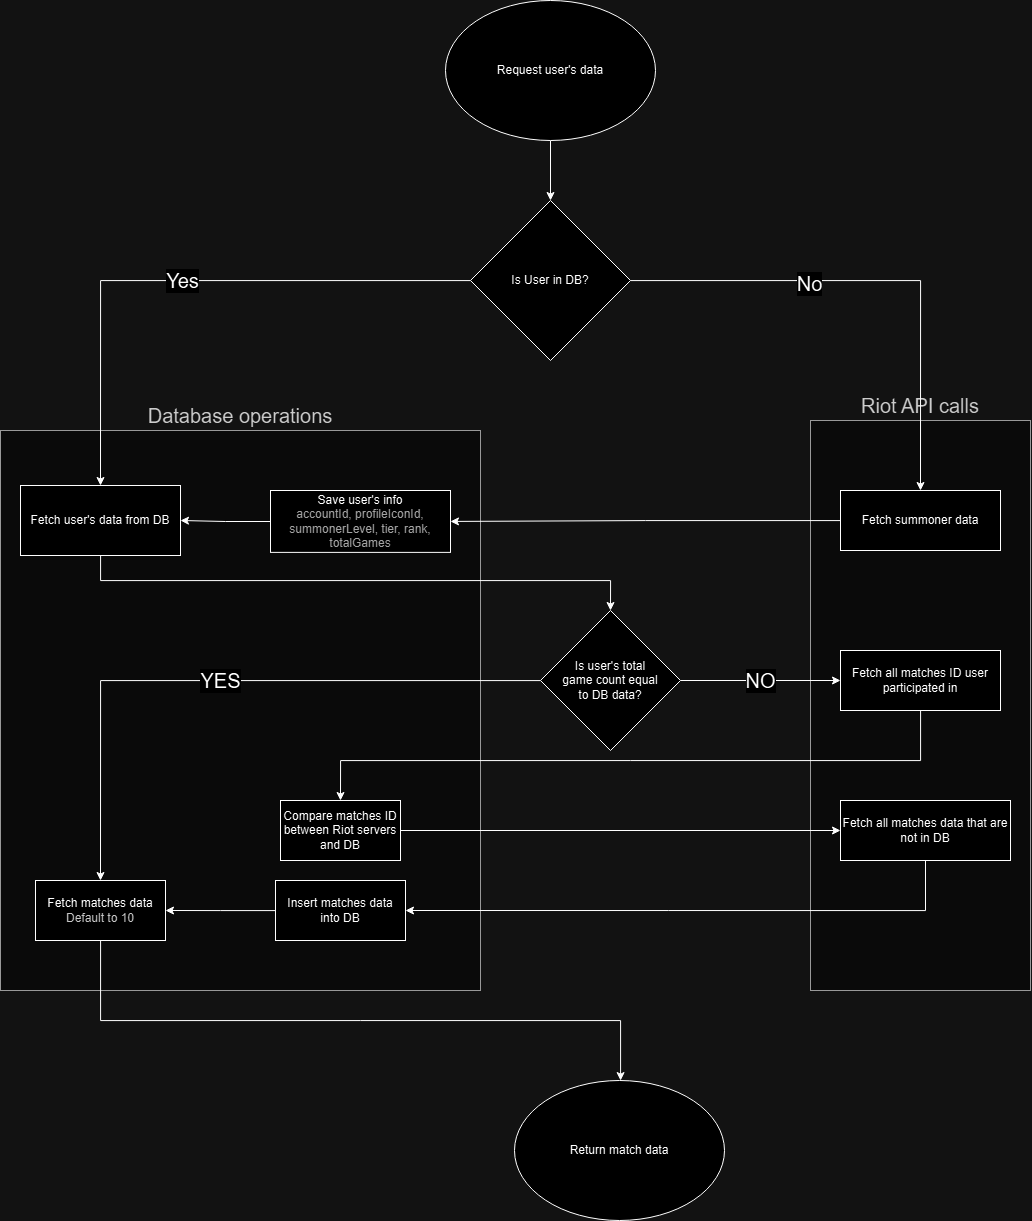 Request user's data
Is User in DB?
Yes
No
Database operations
Riot API calls
Fetch user's data from DB
Save user's info
accountId, profileIconId,
summonerLevel, tier, rank,
totalGames
Fetch summoner data
Is user's total
game count equal
to DB data?
YES
NO
Fetch all matches ID user
participated in
Compare matches ID
between Riot servers
and DB
Fetch all matches data that are
not in DB
Fetch matches data
Default to 10
Insert matches data
into DB
Return match data